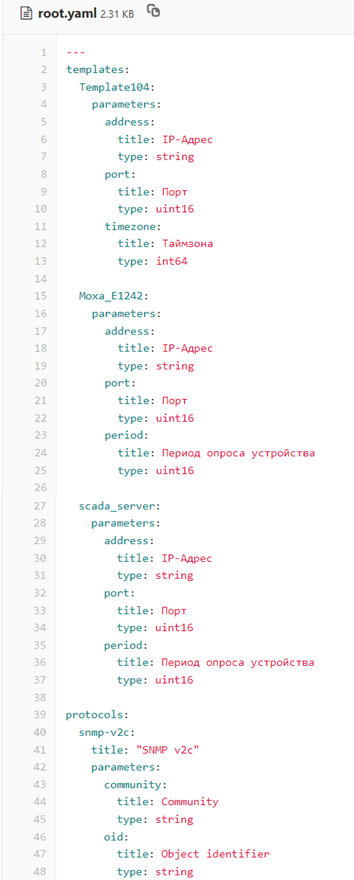 root.yaml 2.31 KB
1 ---
2 templates:
3 Template104:
4 parameters:
5 address:
6 title: IP-Адрес
7 type: string
8 port:
9 title: Порт
10 type: uint16
11 timezone:
12 title: Таймзона
13 type: int64
14
15 Moxa_E1242:
16 parameters:
17 address:
18 title: IP-Адрес
19 type: string
20 port:
21 title: Порт
22 type: uint16
23 period:
24 title: Период опроса устройства
25 type: uint16
26
27 scada_server:
28 parameters:
29 address:
30 title: IP-Адрес
31 type: string
32 port:
33 title: Порт
34 type: uint16
35 period:
36 title: Период опроса устройства
37 type: uint16
38
39 protocols:
40 snmp-v2c:
41 title: "SNMP v2c"
42 parameters:
43 community:
44 title: Community
45 type: string
46 oid:
47 title: Object identifier
48 type: string